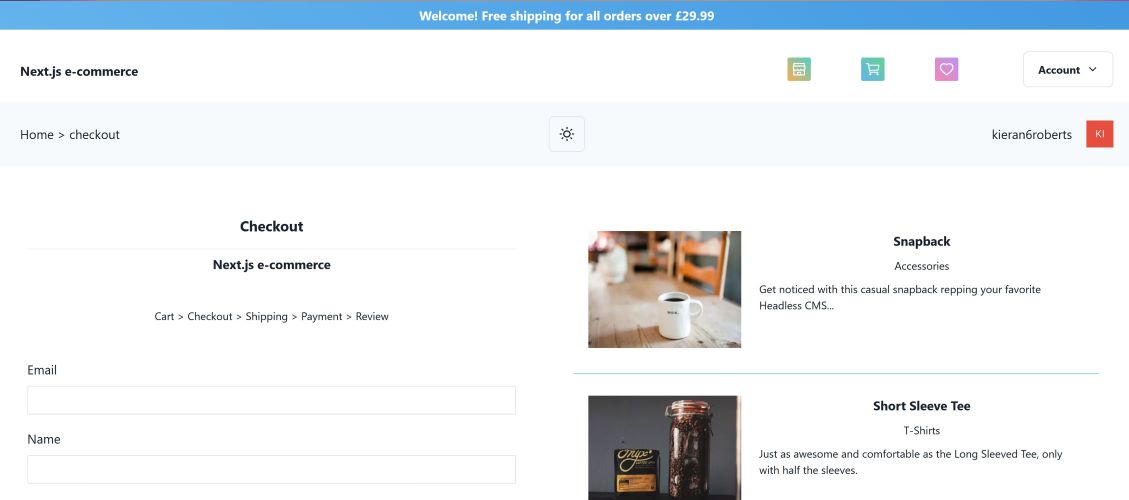 Welcome! Free shipping for all orders over £29.99
Next.js e-commerce
Account
Home > checkout
kieran6roberts
KI
Checkout
Next.js e-commerce
Cart > Checkout > Shipping > Payment > Review
Email
Name
Snapback
Accessories
Get noticed with this casual snapback repping your favorite
Headless CMS...
Short Sleeve Tee
T-Shirts
Just as awesome and comfortable as the Long Sleeved Tee, only
with half the sleeves.